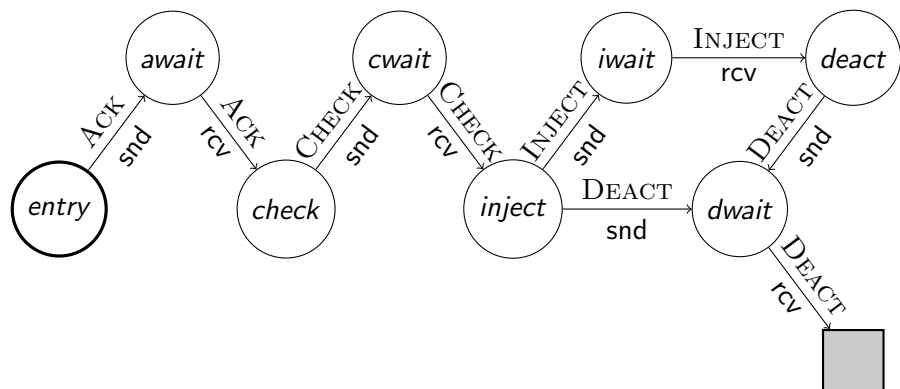 await
cwait
iwait
INJECT
rcv
deact
ACK
snd
ACK
rcv
CHECK
snd
CHECK
rcv
INJECT
snd
DEACT
snd
entry
check
inject
DEACT
snd
dwait
DEACT
rcv